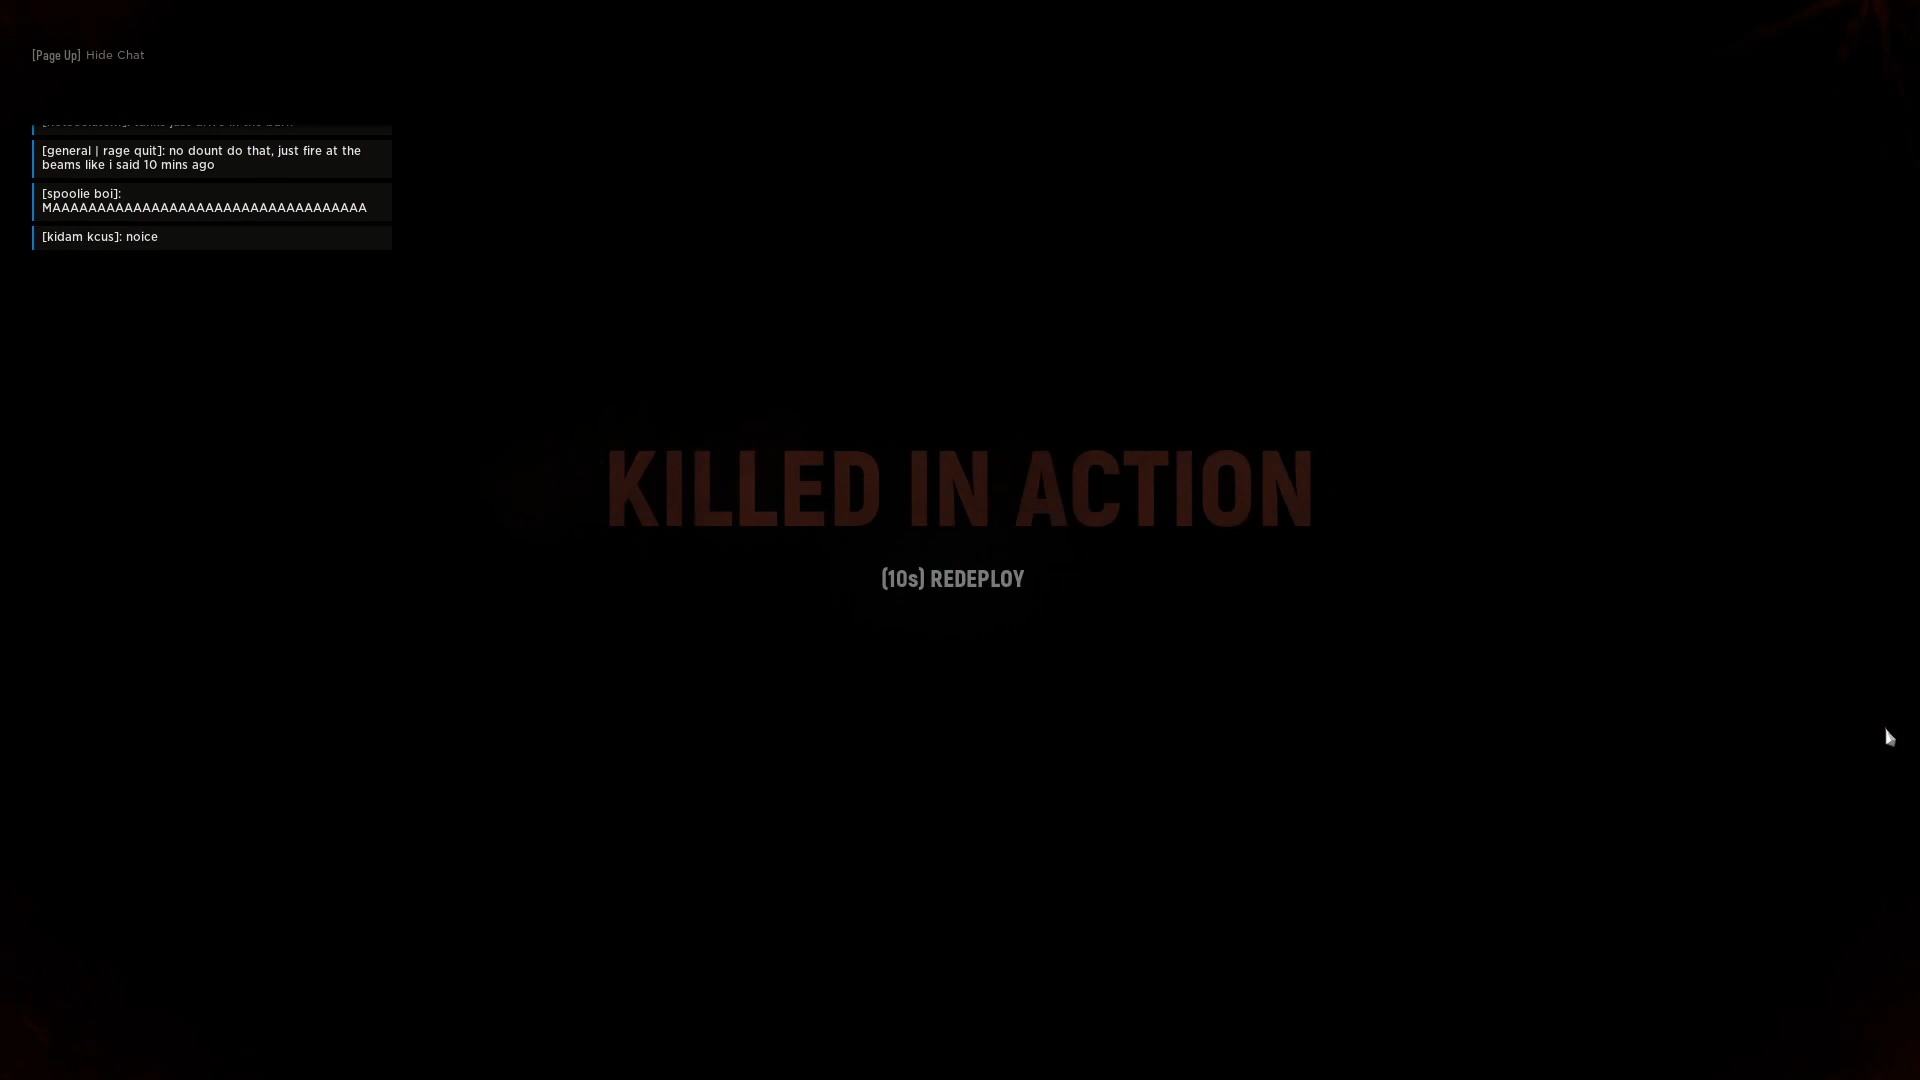 [Page Up] Hide Chat
[general | rage quit]: no dount do that, just fire at the
beams like i said 10 mins ago
[spoolie boi]:
MAAAAAAAAAAAAAAAAAAAAAAAAAAAAAAAAAAA
[kidam kcus]: noice
KILLED IN ACTION
(10s) REDEPLOY